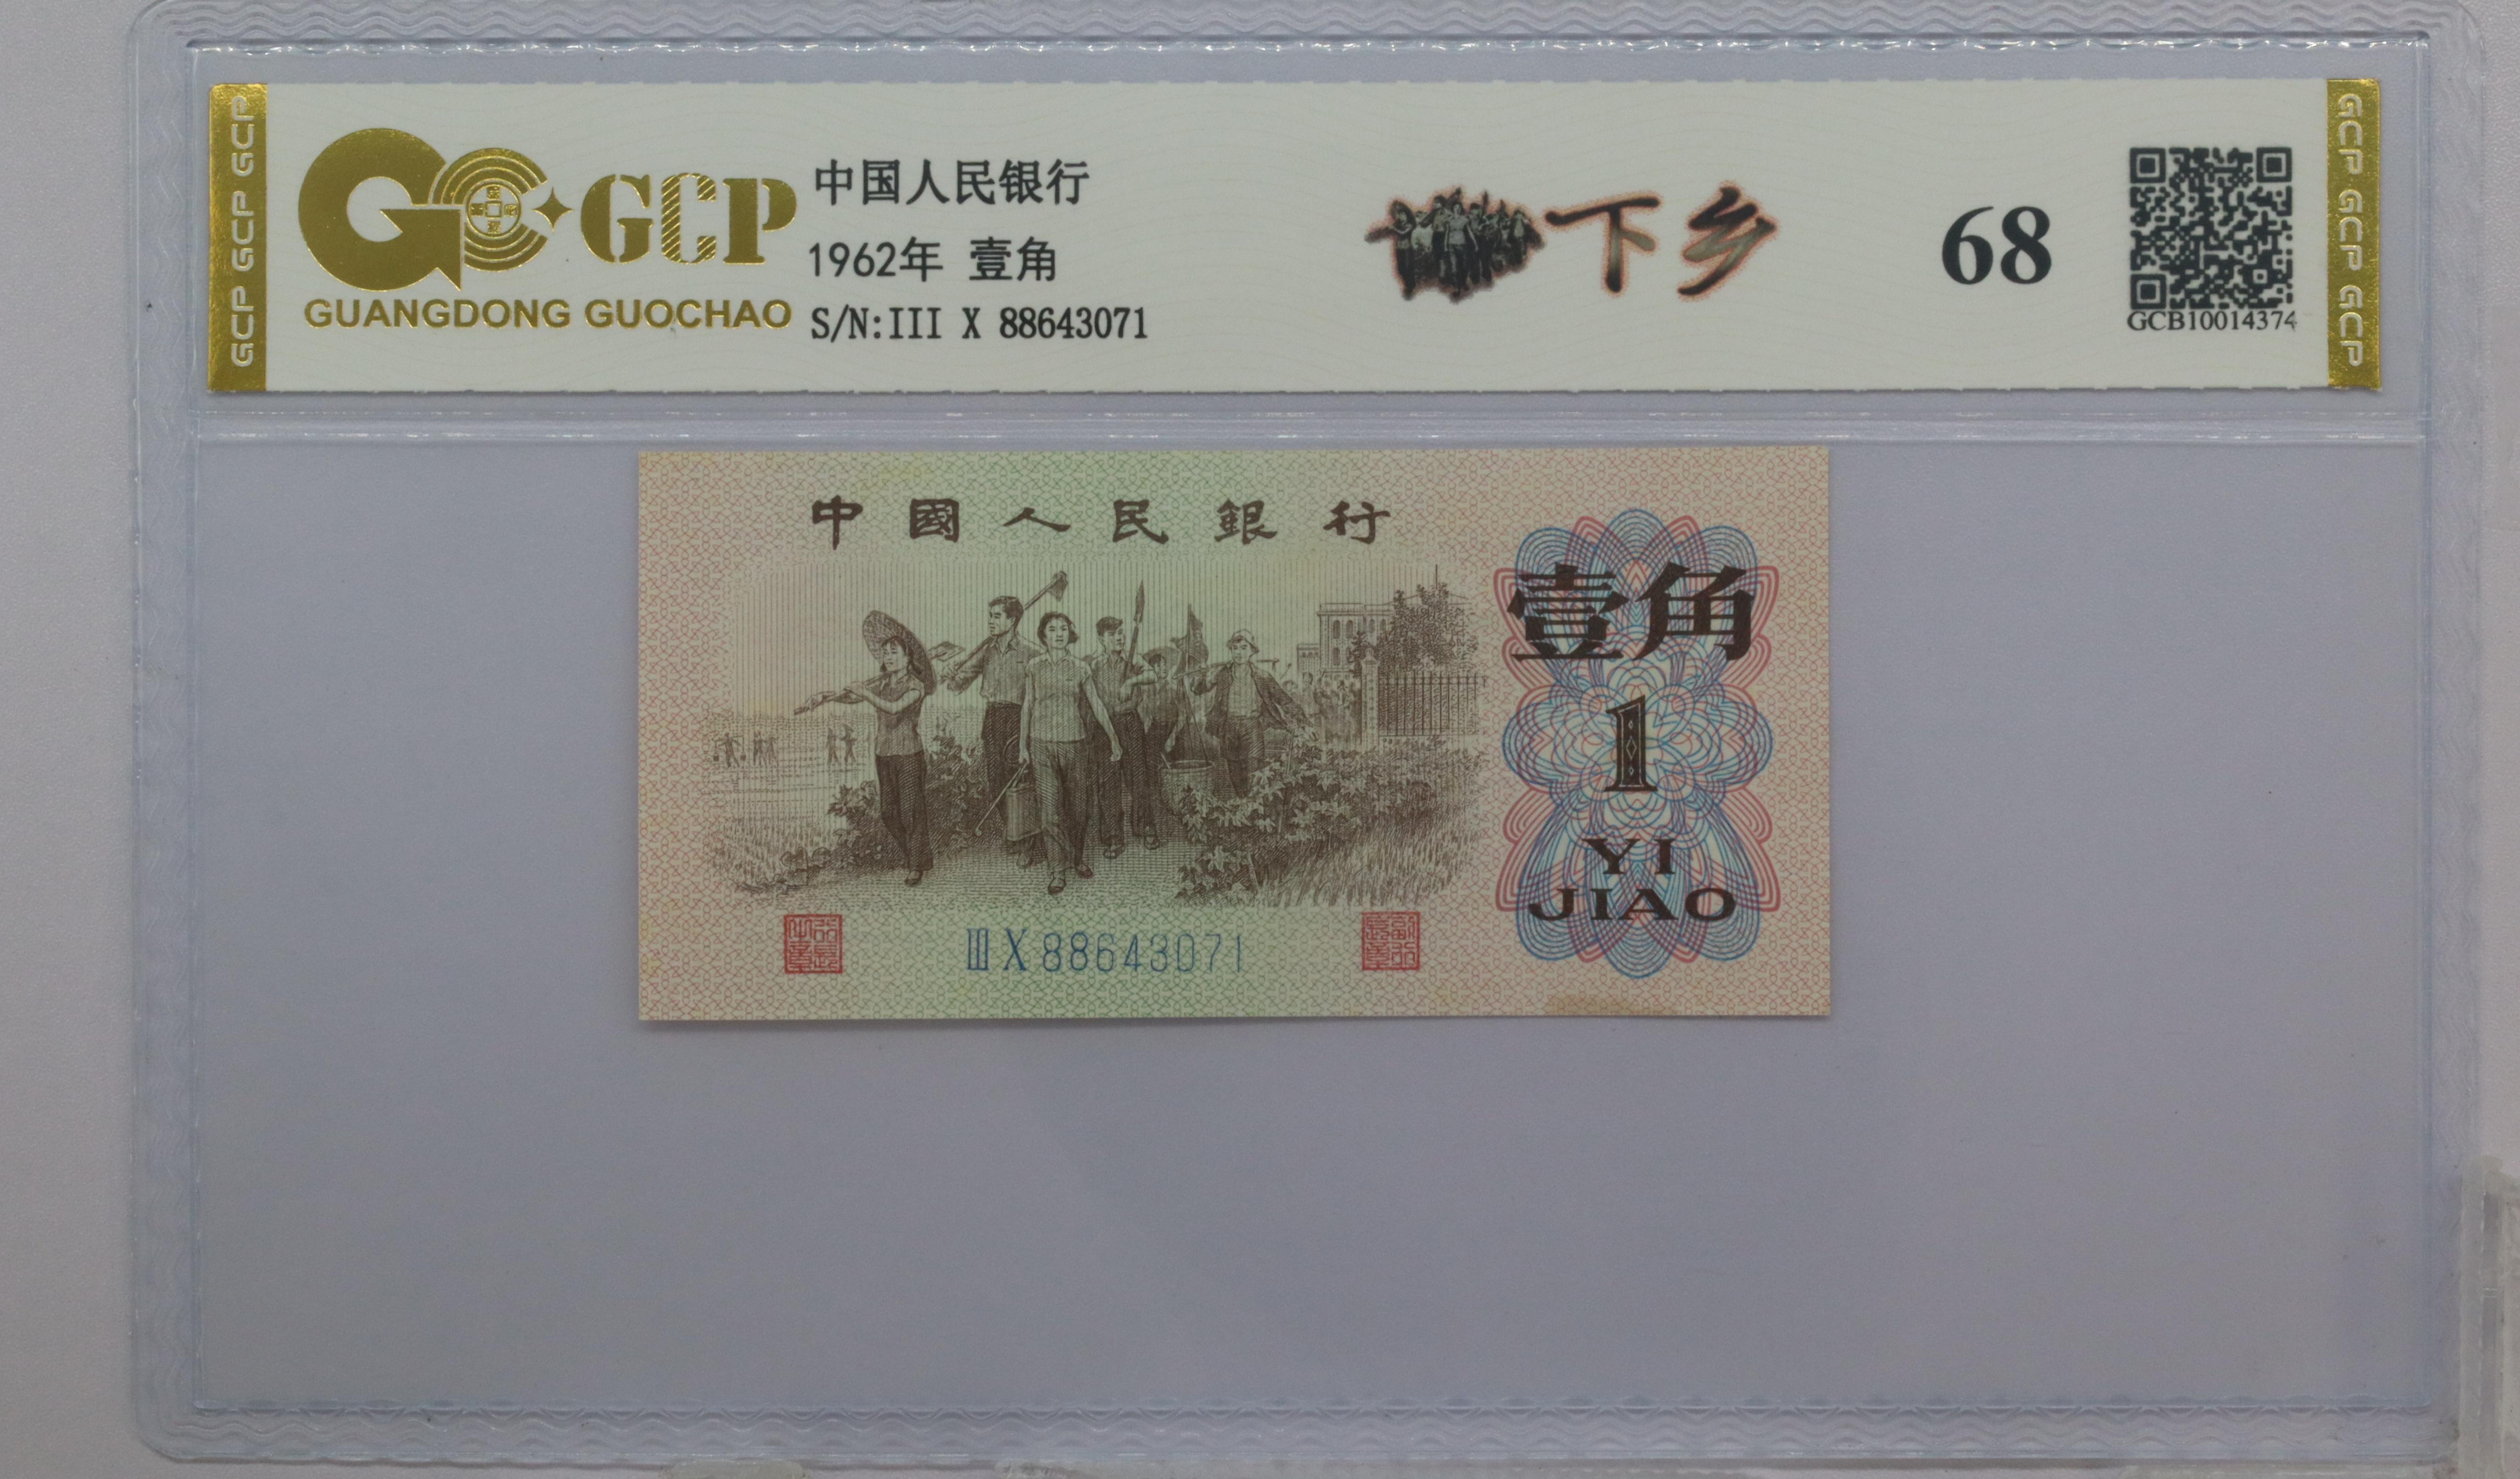 GCP GCP GCP
GCP
GUANGDONG GUOCHAO
中国人民银行
1962年 壹角
S/N:III X 88643071
下乡
68
GCB10014374
GCP GCP GCP
中國人民銀行
壹角
1
YI
JIAO
III X 88643071